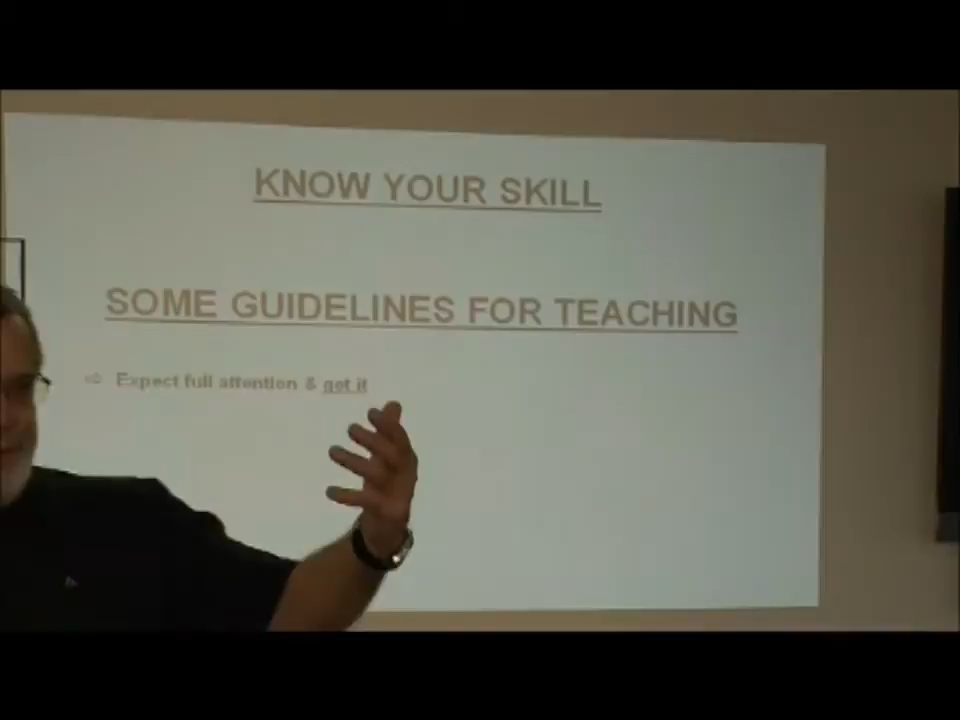 KNOW YOUR SKILL
SOME GUIDELINES FOR TEACHING
⇨ Expect full attention & get it